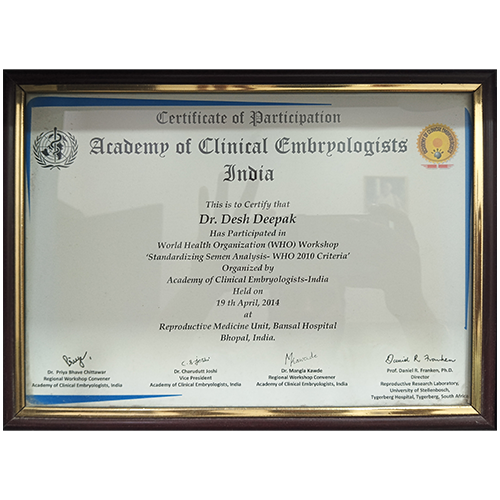 Certificate of Participation
Academy of Clinical Embryologists
India
This is to Certify that
Dr. Desh Deepak
Has Participated in
World Health Organization (WHO) Workshop
'Standardizing Semen Analysis- WHO 2010 Criteria'
Organized by
Academy of Clinical Embryologists-India
Held on
19 th April, 2014
at
Reproductive Medicine Unit, Bansal Hospital
Bhopal, India.
Dr. Priya Bhave Chittawar
Regional Workshop Convener
Academy of Clinical Embryologists, India
C. B. Joshi
Dr. Charudutt Joshi
Vice President
Academy of Clinical Embryologists, India
Mkawade
Dr. Mangla Kawde
Regional Workshop Convener
Academy of Clinical Embryologists, India
Daniel R. Franken
Prof. Daniel R. Franken, Ph.D.
Director
Reproductive Research Laboratory,
University of Stellenbosch,
Tygerberg Hospital, Tygerberg, South Africa